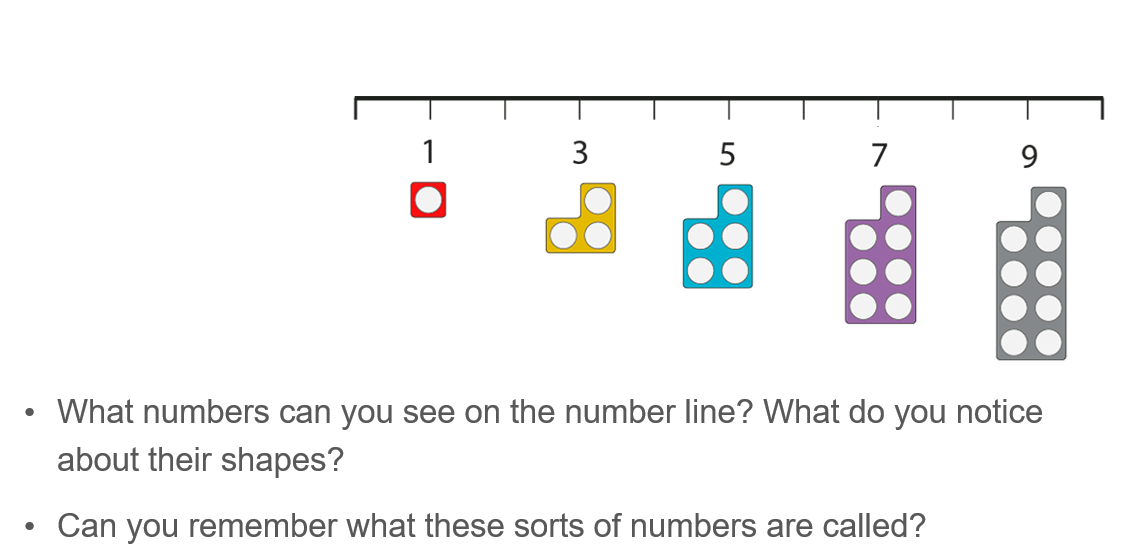 1 3 5 7 9
• What numbers can you see on the number line? What do you notice
about their shapes?
• Can you remember what these sorts of numbers are called?